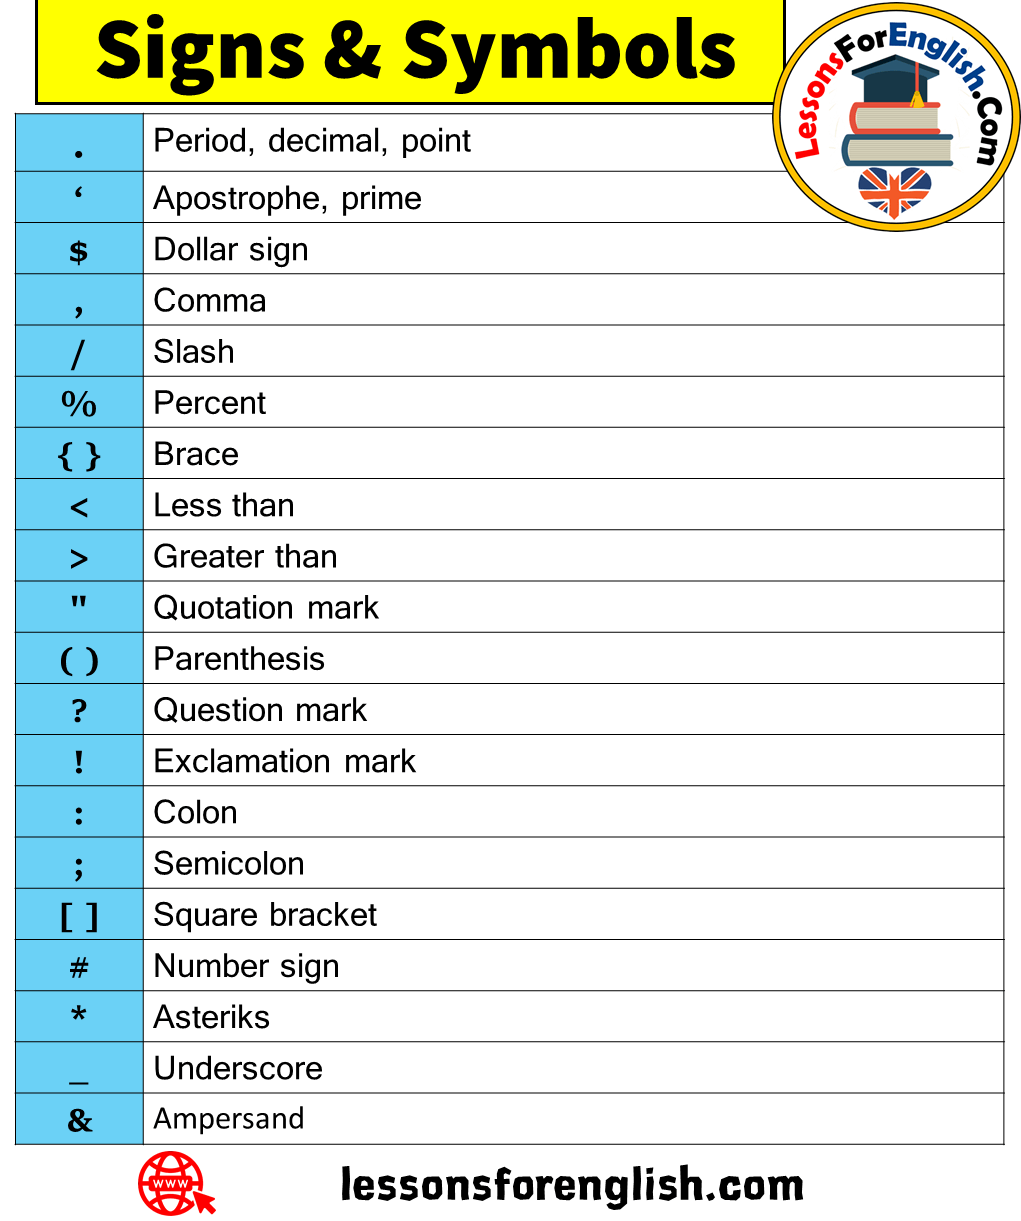 Signs & Symbols
LessonsForEnglish.Com
. Period, decimal, point
‘ Apostrophe, prime
$ Dollar sign
, Comma
/ Slash
% Percent
{ } Brace
< Less than
> Greater than
" Quotation mark
( ) Parenthesis
? Question mark
! Exclamation mark
: Colon
; Semicolon
[ ] Square bracket
# Number sign
* Asteriks
_ Underscore
& Ampersand
www
lessonsforenglish.com